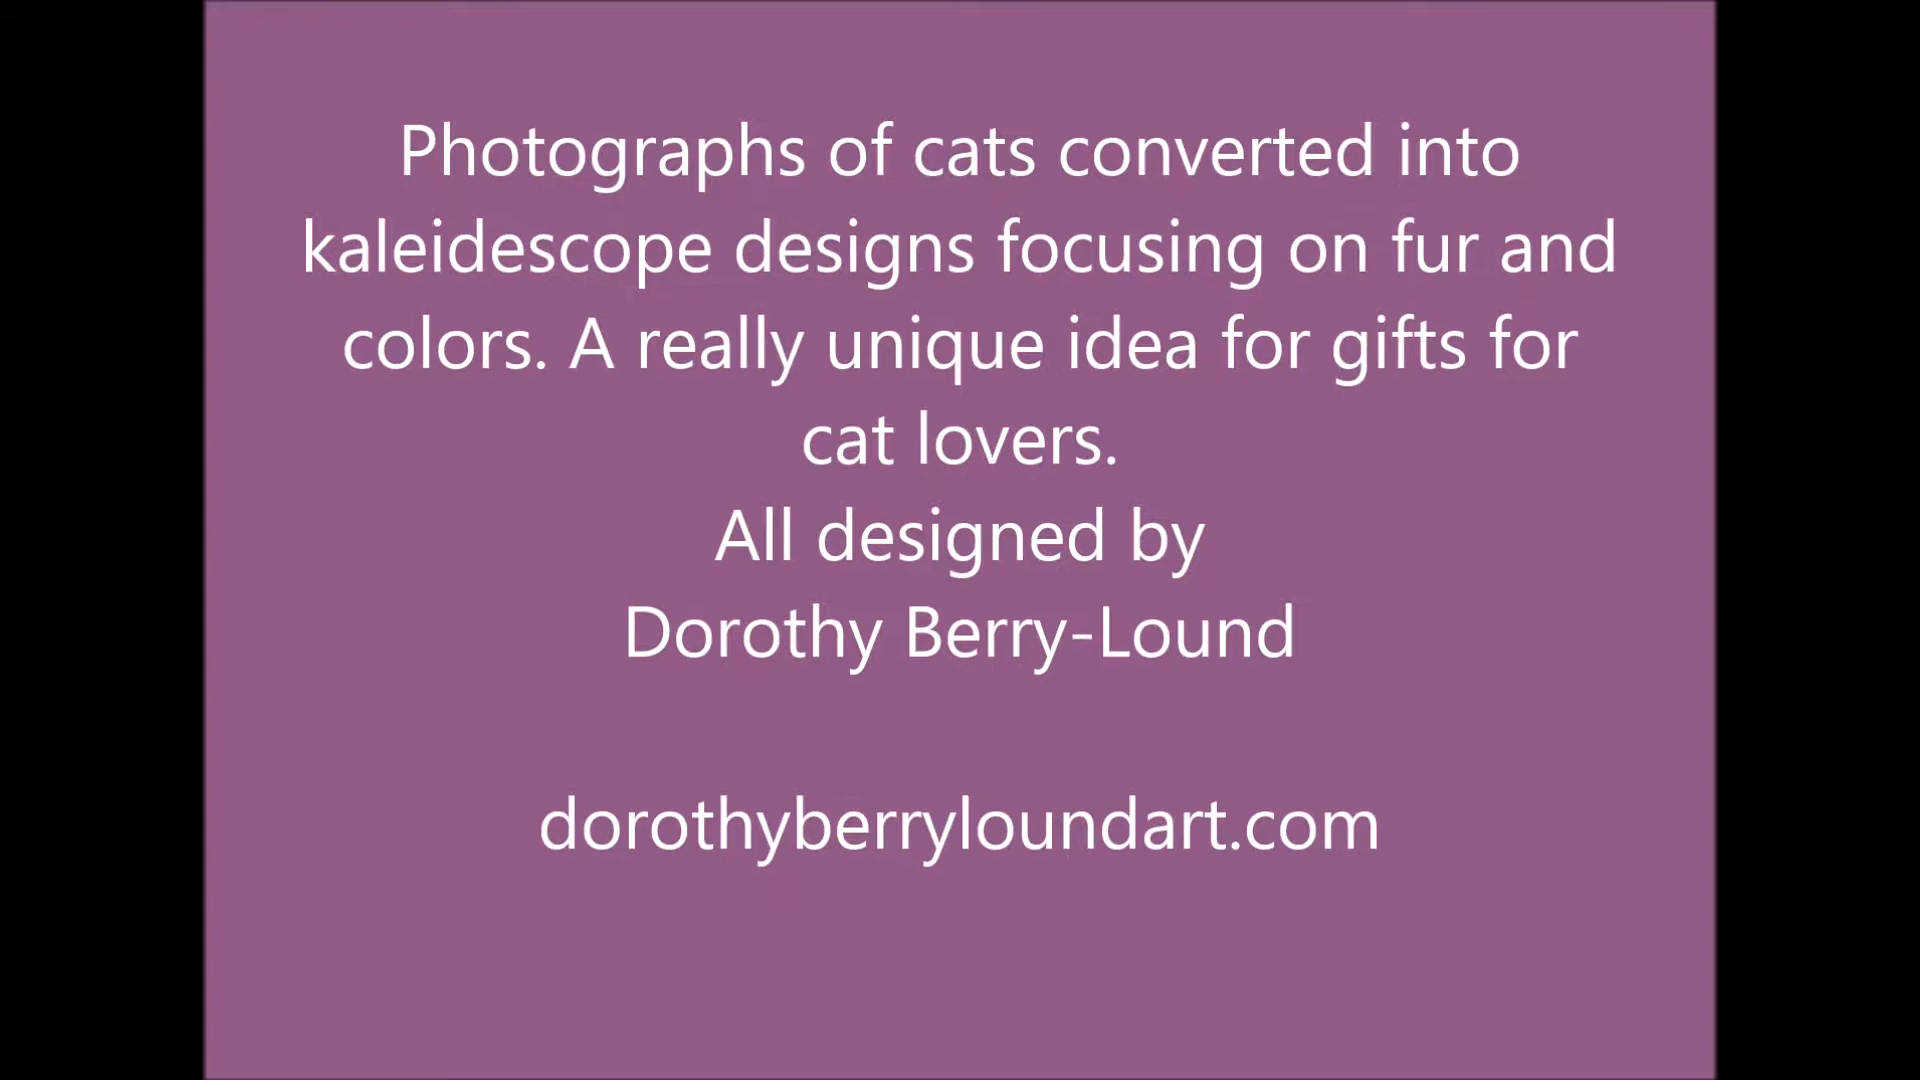 Photographs of cats converted into
kaleidescope designs focusing on fur and
colors. A really unique idea for gifts for
cat lovers.
All designed by
Dorothy Berry-Lound
dorothyberryloundart.com